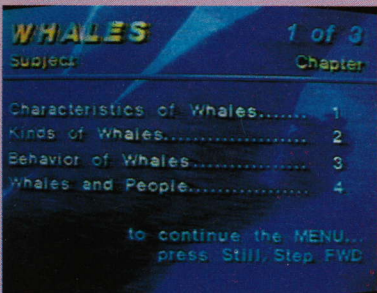 WHALES 1 of 3
Subject Chapter
Characteristics of Whales....... 1
Kinds of Whales.................. 2
Behavior of Whales............... 3
Whales and People................ 4
to continue the MENU...
press Still/Step FWD